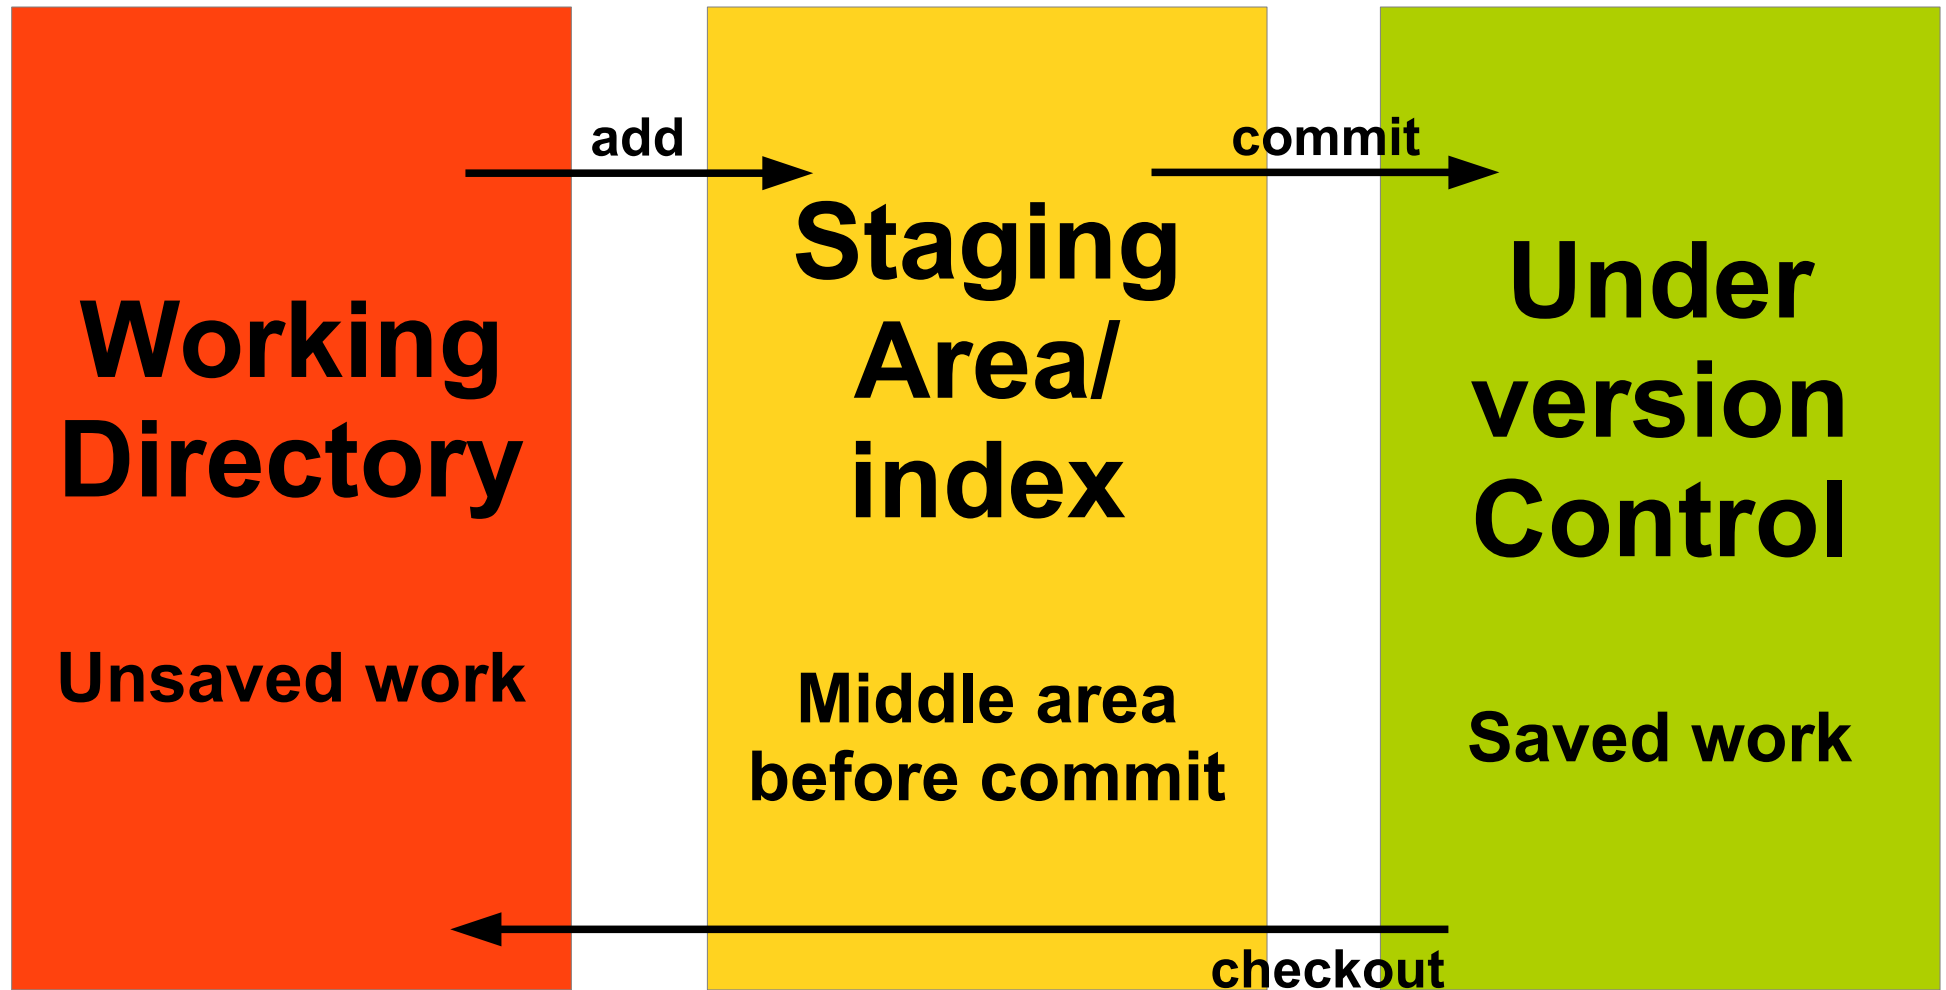 add
commit
Working
Directory
Unsaved work
Staging
Area/
index
Middle area
before commit
Under
version
Control
Saved work
checkout